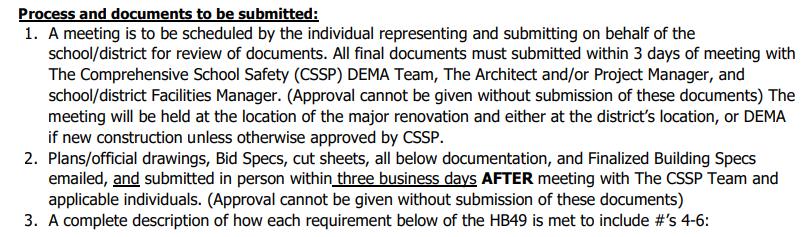 Process and documents to be submitted:
1. A meeting is to be scheduled by the individual representing and submitting on behalf of the
school/district for review of documents. All final documents must submitted within 3 days of meeting with
The Comprehensive School Safety (CSSP) DEMA Team, The Architect and/or Project Manager, and
school/district Facilities Manager. (Approval cannot be given without submission of these documents) The
meeting will be held at the location of the major renovation and either at the district's location, or DEMA
if new construction unless otherwise approved by CSSP.
2. Plans/official drawings, Bid Specs, cut sheets, all below documentation, and Finalized Building Specs
emailed, and submitted in person within three business days AFTER meeting with The CSSP Team and
applicable individuals. (Approval cannot be given without submission of these documents)
3. A complete description of how each requirement below of the HB49 is met to include #'s 4-6: